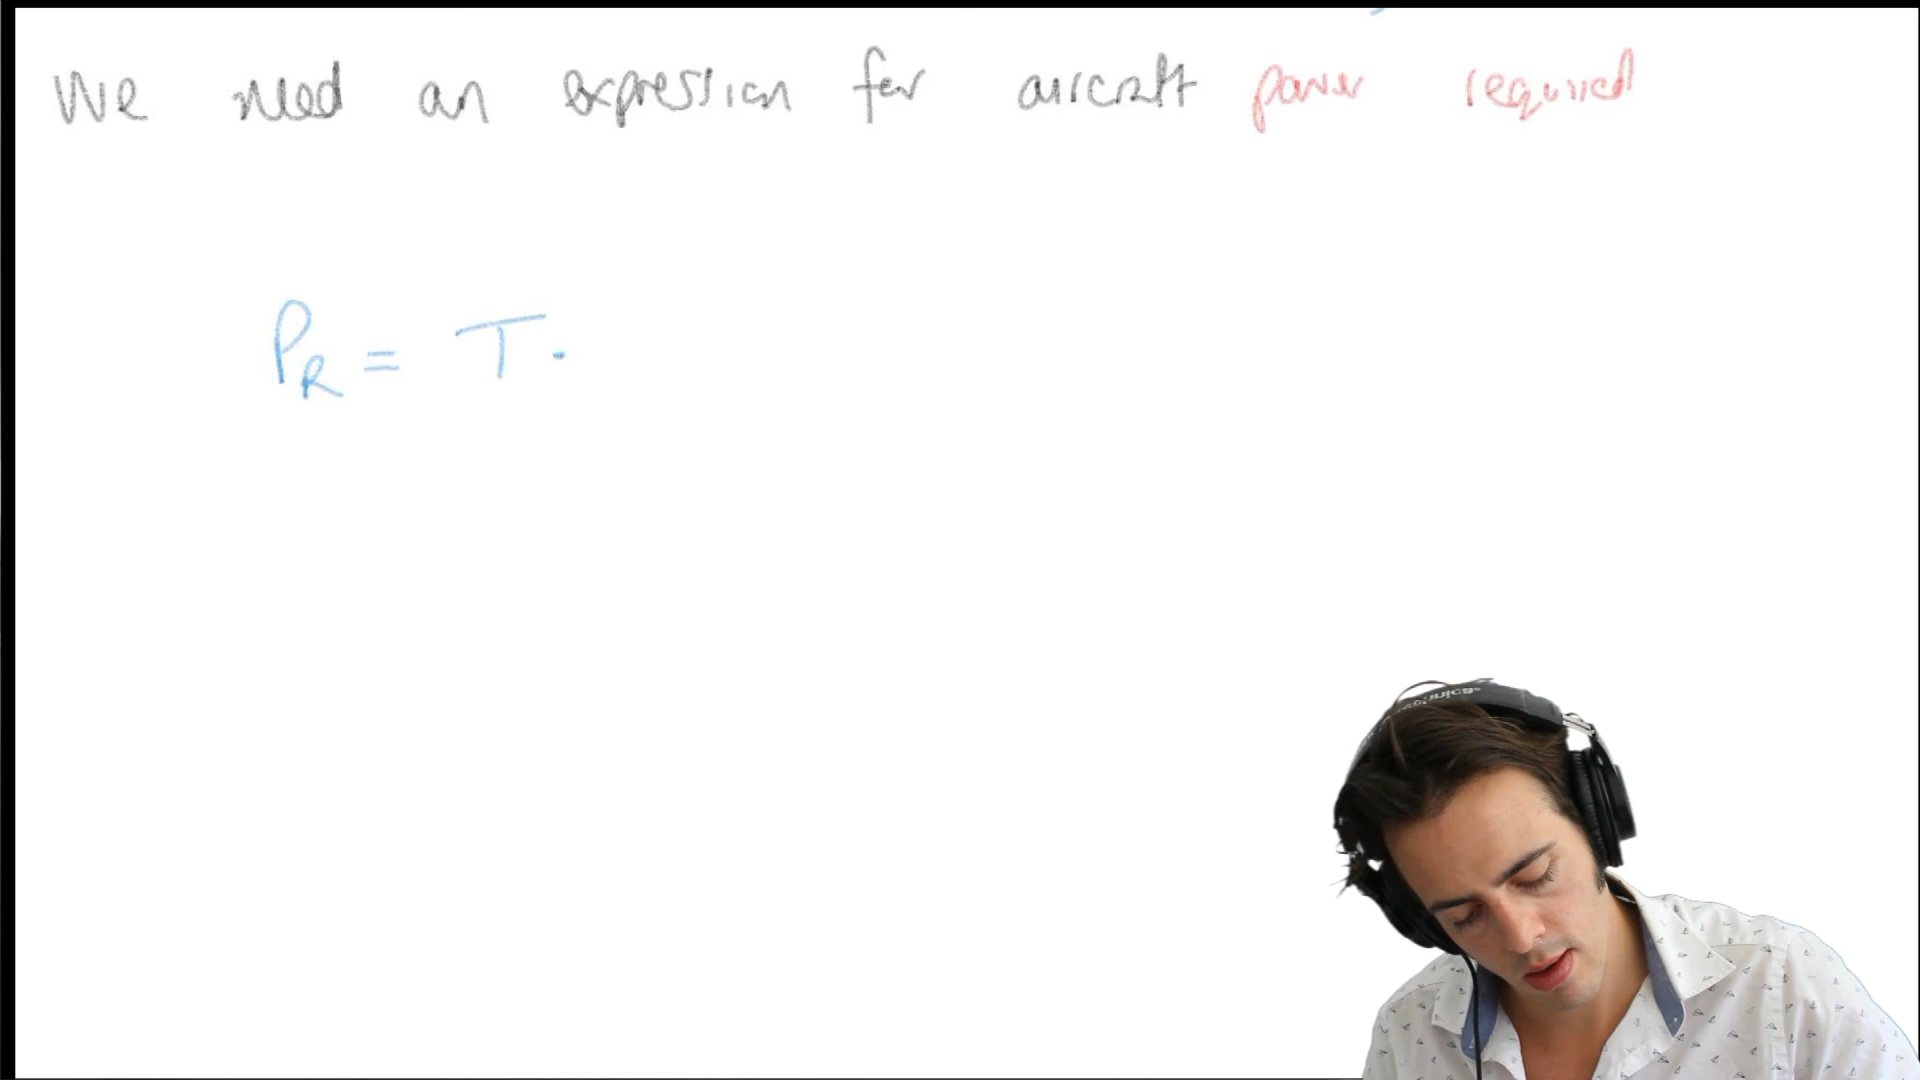 We need an expression for aircraft power required
P_R = T ·